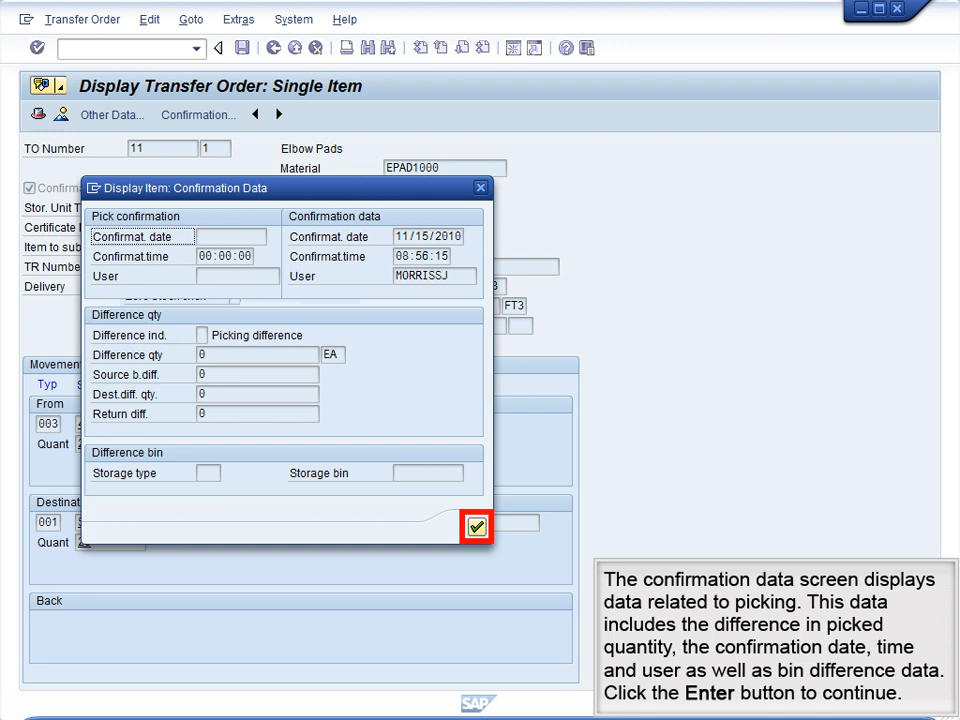 Transfer Order Edit Goto Extras System Help
Display Transfer Order: Single Item
Other Data... Confirmation...
TO Number 11 1 Elbow Pads
Material EPAD1000
Confirm
Display Item: Confirmation Data
Stor. Unit T
Pick confirmation Confirmation data
Certificate
Confirmat. date Confirmat. date 11/15/2010
Item to sub
Confirmat.time 00:00:00 Confirmat.time 08:56:15
TR Numbe
User User MORRISSJ
Delivery
FT3
Difference qty
Difference ind. Picking difference
Difference qty 0 EA
Source b.diff. 0
Dest.diff. qty. 0
Return diff. 0
Difference bin
Storage type Storage bin
Movemen
Typ S
From
003
Quant
Destinat
001
Quant
Back
The confirmation data screen displays
data related to picking. This data
includes the difference in picked
quantity, the confirmation date, time
and user as well as bin difference data.
Click the Enter button to continue.
SAP